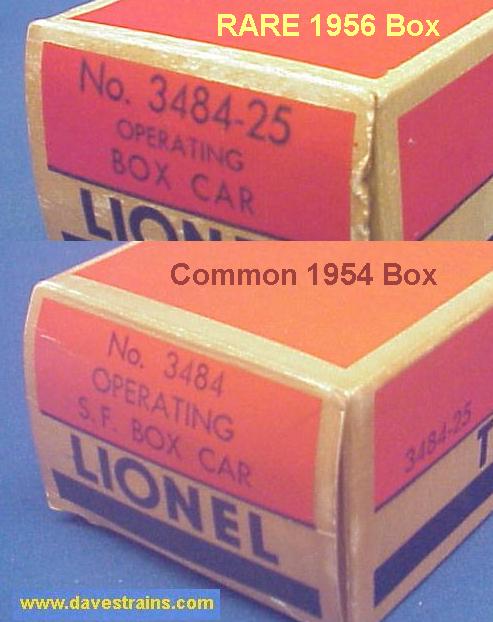 RARE 1956 Box
No. 3484-25
OPERATING
BOX CAR
LIONEL
Common 1954 Box
No. 3484
OPERATING
S.F. BOX CAR
LIONEL
3484-25
T
www.davestrains.com